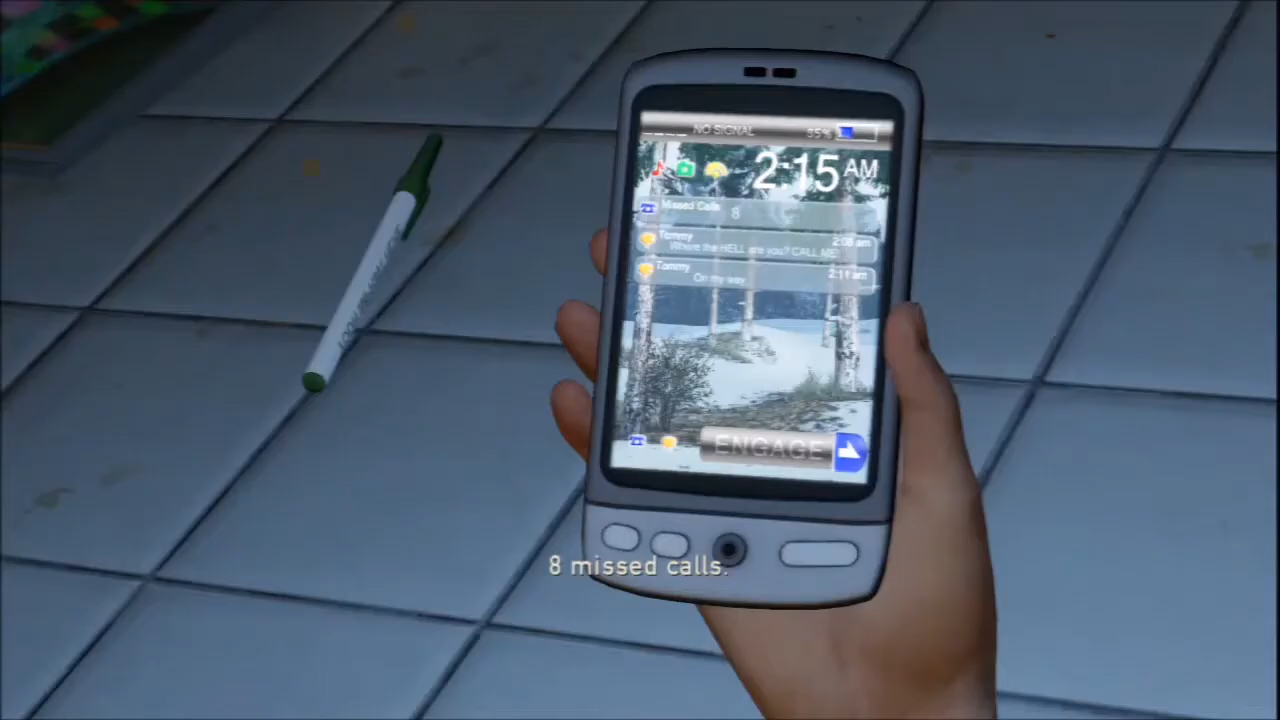 NO SIGNAL 85%
2:15 AM
Missed Calls
8
Tommy 2:08 am
Where the HELL are you? CALL ME
Tommy 2:11 am
On my way
ENGAGE
8 missed calls.